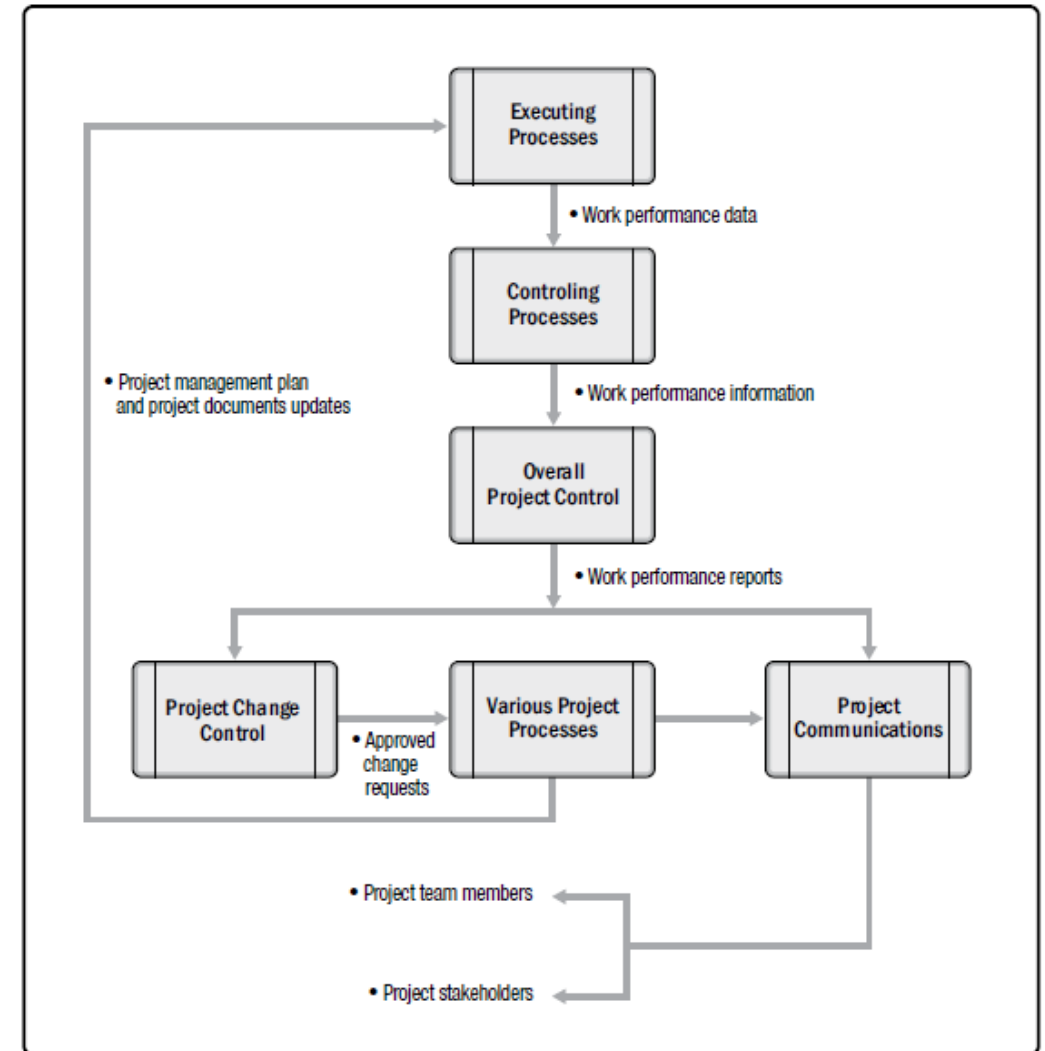 Executing
Processes
• Work performance data
Controling
Processes
• Project management plan
and project documents updates
• Work performance information
Overall
Project Control
• Work performance reports
Project Change
Control
• Approved
change
requests
Various Project
Processes
Project
Communications
• Project team members
• Project stakeholders